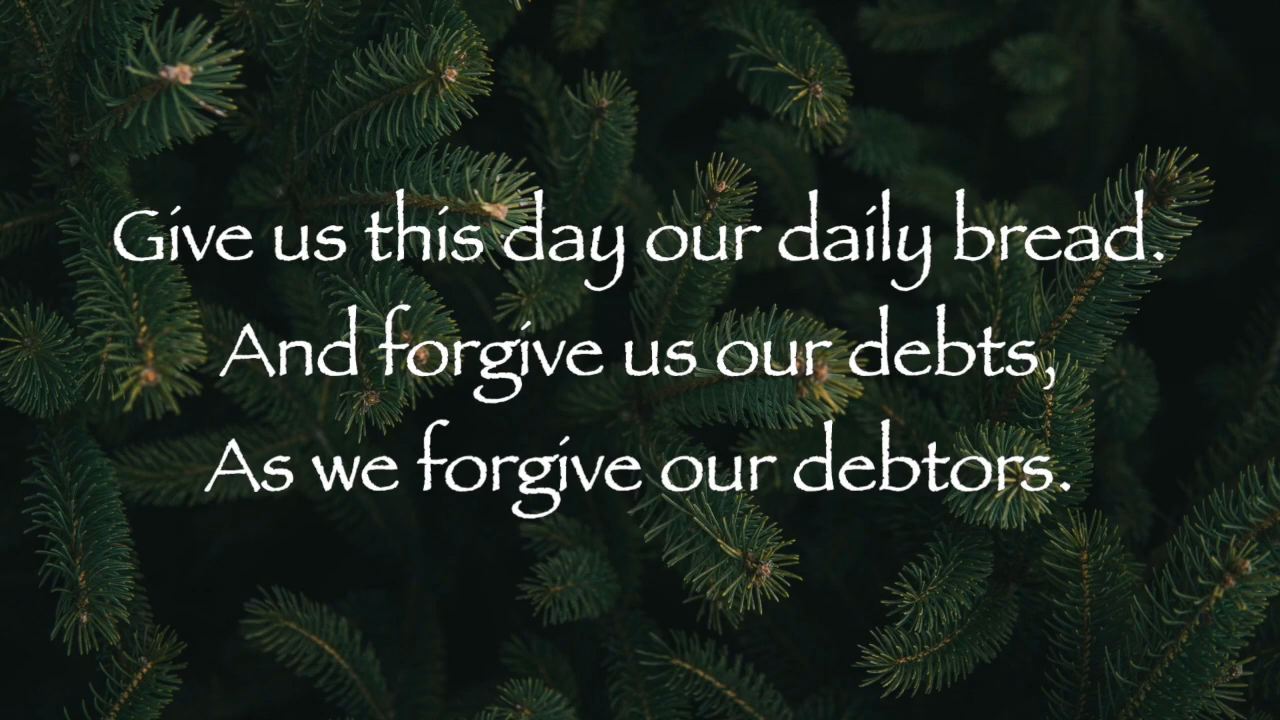 Give us this day our daily bread.
And forgive us our debts,
As we forgive our debtors.